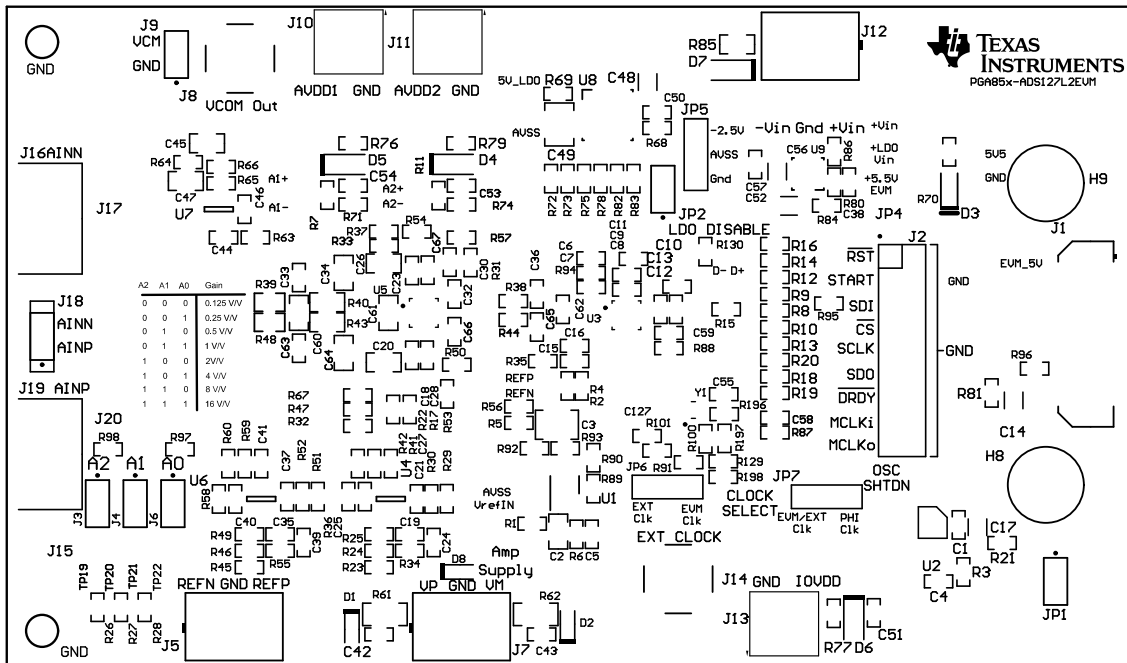 J9
VCM
GND
J8
VCOM Out
GND
J10
J11
AVDD1 GND
AVDD2 GND
R85
D7
J12
TEXAS
INSTRUMENTS
PGA85x-ADS127L2EVM
5V_LDO
R69
U8
C48
C50
R68
JP5
AVSS
C49
-2.5V
AVSS
Gnd
-Vin Gnd +Vin
+Vin
+LDO
Vin
+5.5V
EVM
C56
U9
R86
C57
C52
R84
R80
C38
5V5
GND
R70
D3
H9
J1
EVM_5V
J16AINN
J17
C45
R64
R66
R65
C47
U7
C46
A1+
A1-
C44
R63
R76
D5
C54
R11
R79
D4
C53
R74
R7
A2+
A2-
R71
R72
R73
R75
R78
R82
R83
JP2
LDO DISABLE
JP4
J2
R37
R54
R33
C67
R57
C26
C23
C30
R31
C33
C34
C36
C6
C7
R94
C11
C9
C8
C10
C13
C12
R130
D- D+
R16
R14
R12
R9
R8
R10
R13
R20
R18
R19
C58
R87
RST
START
SDI
CS
SCLK
SDO
DRDY
MCLKi
MCLKo
GND
GND
R95
R15
J18
AINN
AINP
A2 A1 A0 Gain
0 0 0 0.125 V/V
0 0 1 0.25 V/V
0 1 0 0.5 V/V
0 1 1 1 V/V
1 0 0 2V/V
1 0 1 4 V/V
1 1 0 8 V/V
1 1 1 16 V/V
R39
R48
C63
C60
R40
R43
C64
U5
C61
C32
C66
R38
R44
C65
C62
U3
C59
R88
C20
R50
C16
C15
R35
REFP
REFN
R4
R2
J19 AINP
J20
R98
R97
A2
A1
A0
J3
J4
J6
U6
R67
R47
R32
C18
C28
R22
R17
R53
R56
R5
C3
R92
R93
R90
R89
U1
C127
R101
JP6
R91
Y1
C55
R196
R100
R197
R129
R198
R96
R81
C14
R60
R59
C41
C37
R52
R51
R42
R41
C27
U4
C21
R30
R29
R58
AVSS
VrefIN
EXT
Clk
EVM
Clk
CLOCK
SELECT
EXT CLOCK
JP7
EVM/EXT
Clk
PHI
Clk
OSC
SHTDN
H8
R49
R46
R45
C40
C35
R55
C39
R36
C25
R25
R24
R23
C19
R34
C24
R1
C2
R6
C5
C1
C17
R21
U2
C4
R3
JP1
J15
TP19
TP20
TP21
TP22
R26
R27
R28
GND
REFN GND REFP
J5
D8
Amp
Supply
VP GND VM
D1
R61
C42
J7
R62
C43
D2
J14
J13
GND IOVDD
R77
D6
C51